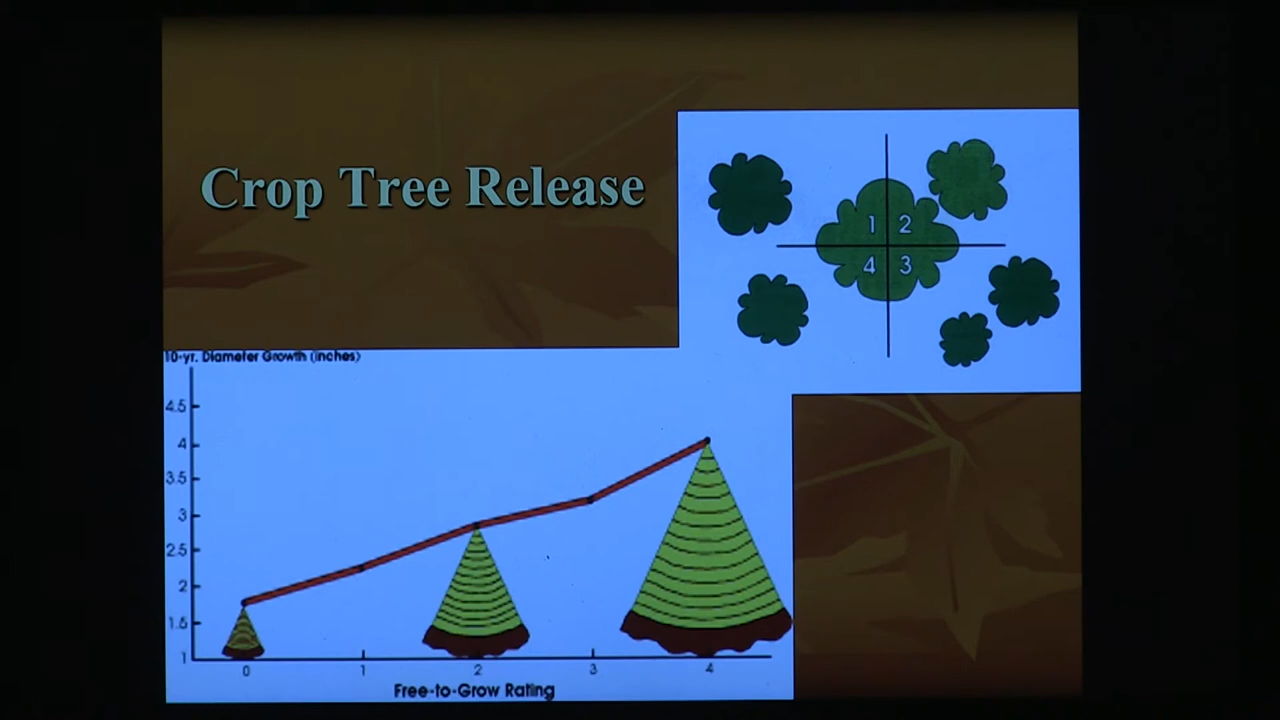 Crop Tree Release
1 2
4 3
10-yr. Diameter Growth (inches)
4.5
4
3.5
3
2.5
2
1.5
1
0 1 2 3 4
Free-to-Grow Rating